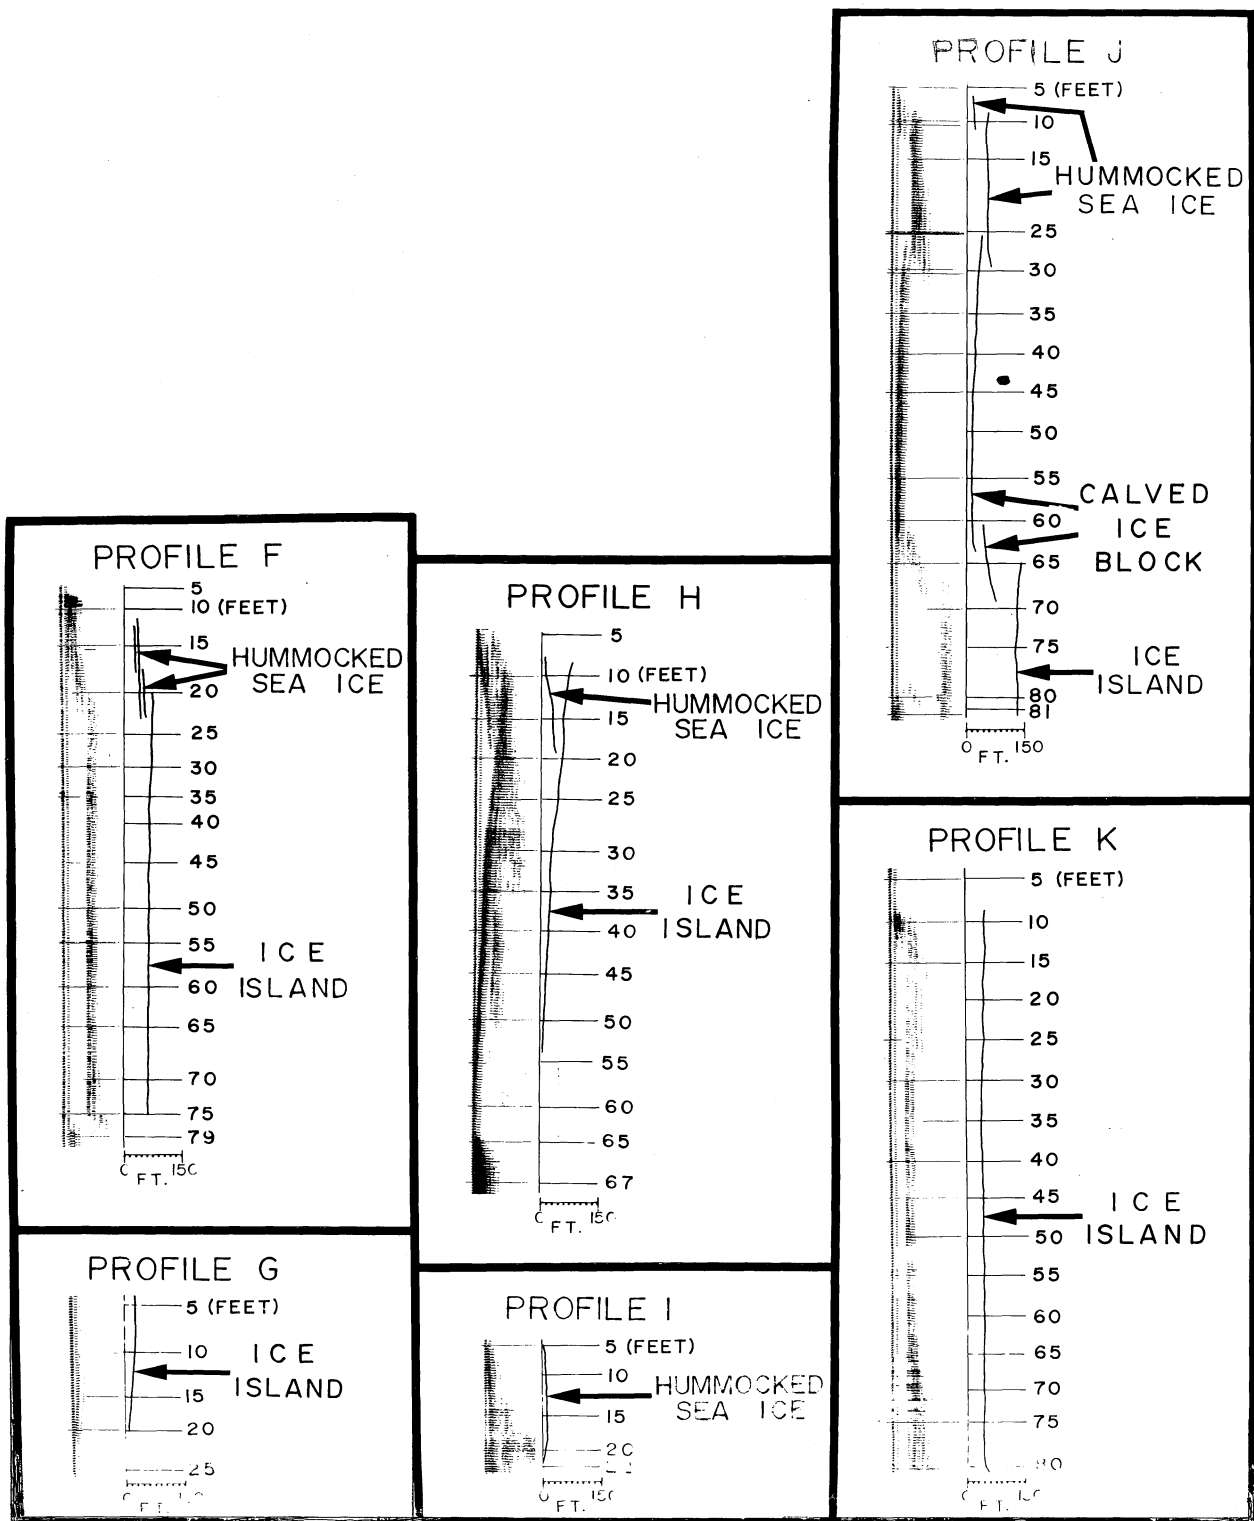 PROFILE J
5 (FEET)
10
15
HUMMOCKED
SEA ICE
25
30
35
40
45
50
55
CALVED
60
ICE
65
BLOCK
70
75
ICE
ISLAND
80
81
0 150
FT.
PROFILE F
5
10 (FEET)
15
HUMMOCKED
SEA ICE
20
25
30
35
40
45
50
55
ICE
ISLAND
60
65
70
75
79
FT.
PROFILE H
5
10 (FEET)
HUMMOCKED
15
SEA ICE
20
25
30
35
ICE
ISLAND
40
45
50
55
60
65
67
FT.
PROFILE K
5 (FEET)
10
15
20
25
30
35
40
45
ICE
ISLAND
50
55
60
65
70
75
80
FT.
PROFILE G
5 (FEET)
10
ICE
ISLAND
15
20
25
FT.
PROFILE I
5 (FEET)
10
HUMMOCKED
SEA ICE
15
20
0
FT.